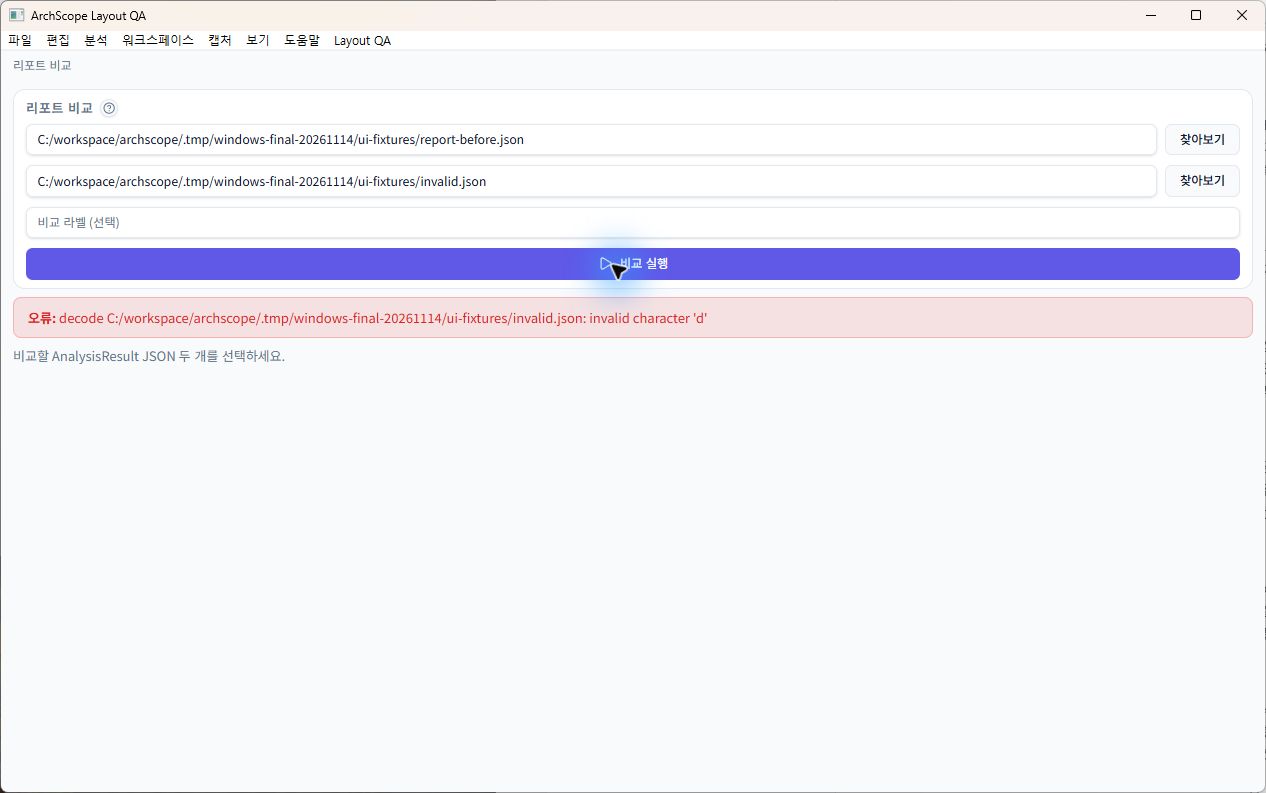 ArchScope Layout QA
파일 편집 분석 워크스페이스 캡처 보기 도움말 Layout QA
리포트 비교
리포트 비교 ?
C:/workspace/archscope/.tmp/windows-final-20261114/ui-fixtures/report-before.json 찾아보기
C:/workspace/archscope/.tmp/windows-final-20261114/ui-fixtures/invalid.json 찾아보기
비교 라벨 (선택)
비교 실행
오류: decode C:/workspace/archscope/.tmp/windows-final-20261114/ui-fixtures/invalid.json: invalid character 'd'
비교할 AnalysisResult JSON 두 개를 선택하세요.